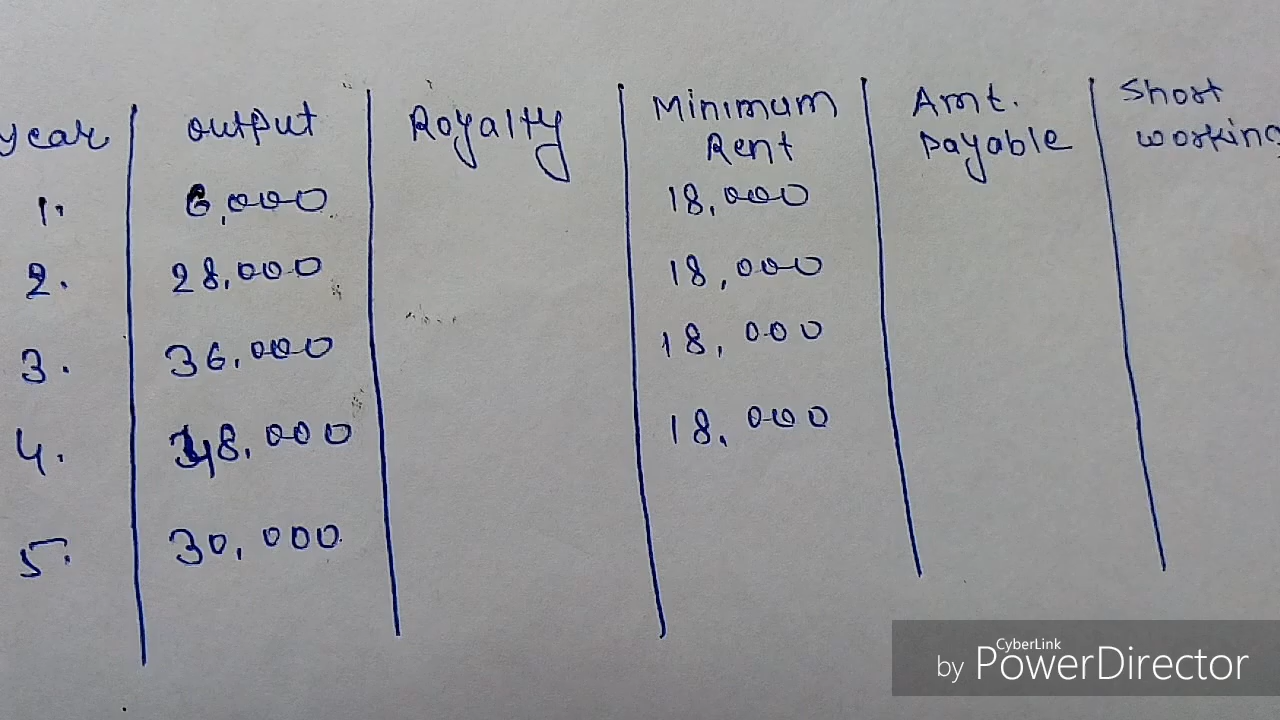 year output Royalty Minimum Rent Amt. Payable Short working
1. 6,000 18,000
2. 28,000 18,000
3. 36,000 18,000
4. 48,000 18,000
5. 30,000
CyberLink
by PowerDirector